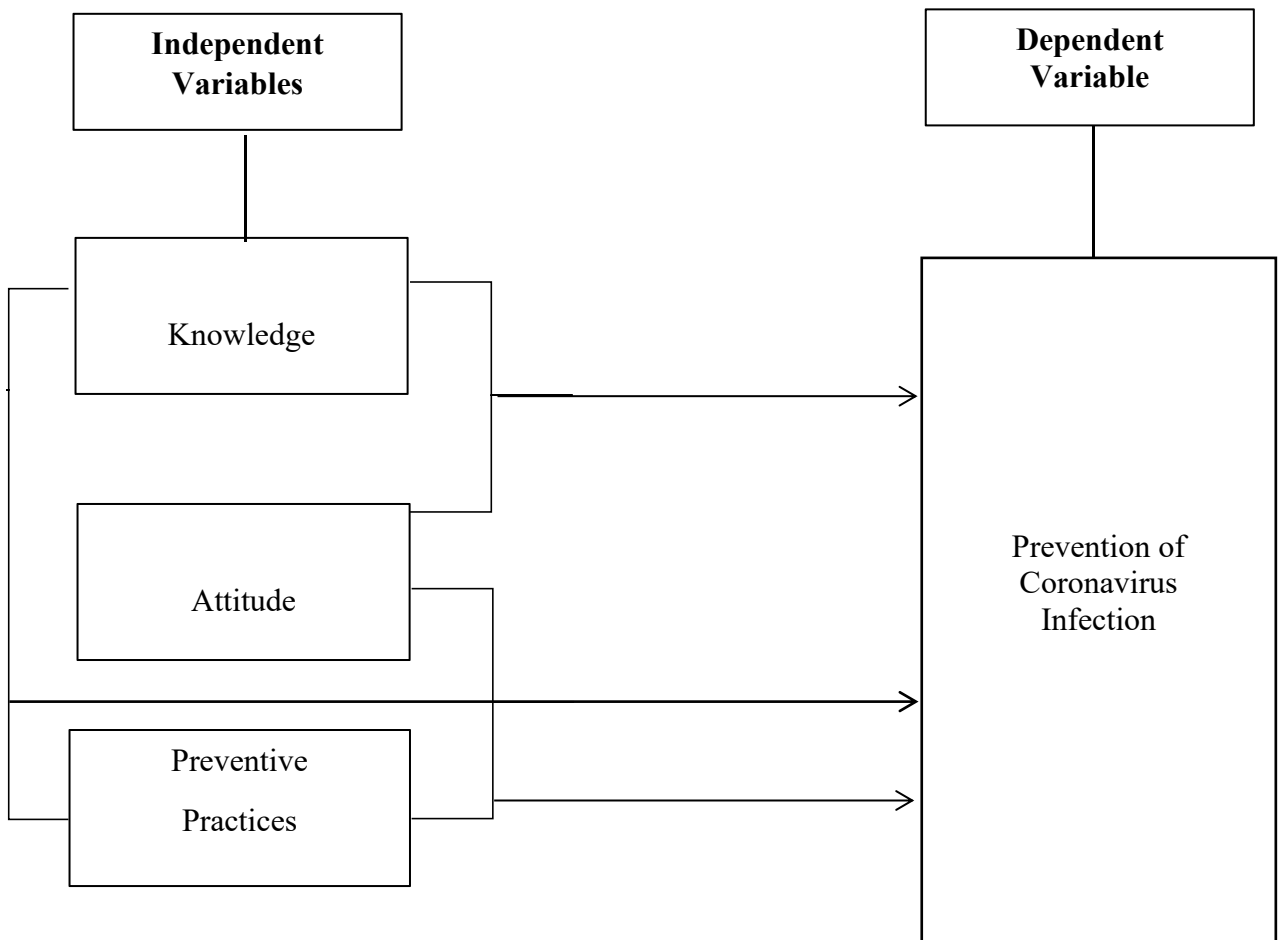 Independent
Variables
Dependent
Variable
Knowledge
Attitude
Preventive
Practices
Prevention of
Coronavirus
Infection